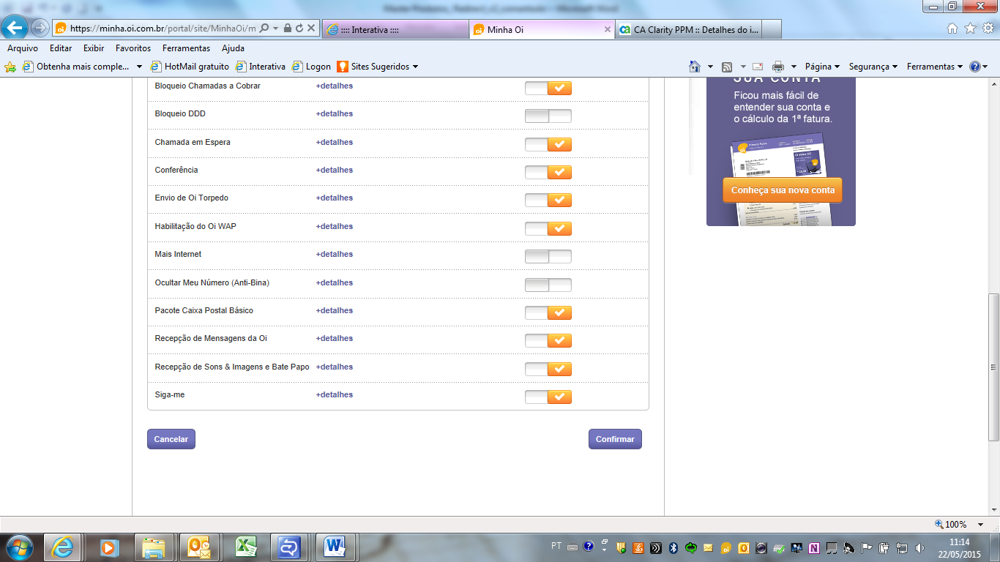 Master Produtos_Redirect_v2_comentado - Microsoft Word
https://minha.oi.com.br/portal/site/MinhaOi/m
:::: Interativa ::::
Minha Oi
CA Clarity PPM :: Detalhes do i...
Arquivo Editar Exibir Favoritos Ferramentas Ajuda
Obtenha mais comple... HotMail gratuito Interativa Logon Sites Sugeridos Página Segurança Ferramentas
Bloqueio Chamadas a Cobrar +detalhes
Bloqueio DDD +detalhes
Chamada em Espera +detalhes
Conferência +detalhes
Envio de Oi Torpedo +detalhes
Habilitação do Oi WAP +detalhes
Mais Internet +detalhes
Ocultar Meu Número (Anti-Bina) +detalhes
Pacote Caixa Postal Básico +detalhes
Recepção de Mensagens da Oi +detalhes
Recepção de Sons & Imagens e Bate Papo +detalhes
Siga-me +detalhes
Cancelar
Confirmar
SUA CONTA
Ficou mais fácil de
entender sua conta e
o cálculo da 1ª fatura.
Conheça sua nova conta
100%
PT
11:14
22/05/2015